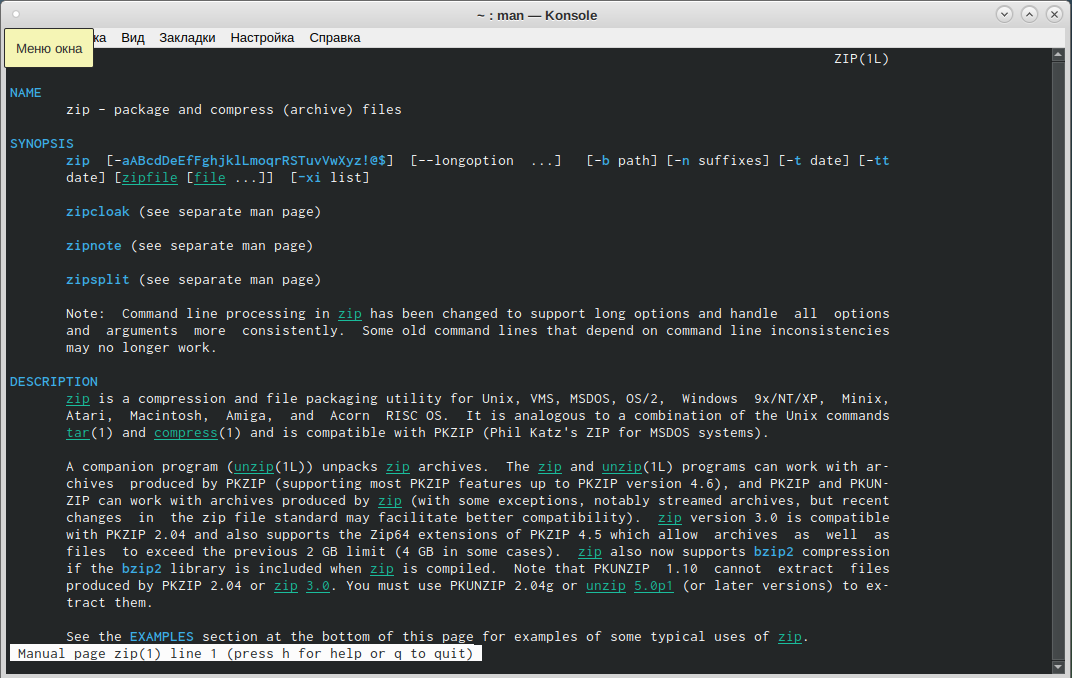 ~ : man — Konsole
Меню окна
ка Вид Закладки Настройка Справка
ZIP(1L)
NAME
zip - package and compress (archive) files
SYNOPSIS
zip [-aABcdDeEfFghjklLmoqrRSTuvVwXyz!@$] [--longoption ...] [-b path] [-n suffixes] [-t date] [-tt
date] [zipfile [file ...]] [-xi list]
zipcloak (see separate man page)
zipnote (see separate man page)
zipsplit (see separate man page)
Note: Command line processing in zip has been changed to support long options and handle all options
and arguments more consistently. Some old command lines that depend on command line inconsistencies
may no longer work.
DESCRIPTION
zip is a compression and file packaging utility for Unix, VMS, MSDOS, OS/2, Windows 9x/NT/XP, Minix,
Atari, Macintosh, Amiga, and Acorn RISC OS. It is analogous to a combination of the Unix commands
tar(1) and compress(1) and is compatible with PKZIP (Phil Katz's ZIP for MSDOS systems).
A companion program (unzip(1L)) unpacks zip archives. The zip and unzip(1L) programs can work with ar-
chives produced by PKZIP (supporting most PKZIP features up to PKZIP version 4.6), and PKZIP and PKUN-
ZIP can work with archives produced by zip (with some exceptions, notably streamed archives, but recent
changes in the zip file standard may facilitate better compatibility). zip version 3.0 is compatible
with PKZIP 2.04 and also supports the Zip64 extensions of PKZIP 4.5 which allow archives as well as
files to exceed the previous 2 GB limit (4 GB in some cases). zip also now supports bzip2 compression
if the bzip2 library is included when zip is compiled. Note that PKUNZIP 1.10 cannot extract files
produced by PKZIP 2.04 or zip 3.0. You must use PKUNZIP 2.04g or unzip 5.0p1 (or later versions) to ex-
tract them.
See the EXAMPLES section at the bottom of this page for examples of some typical uses of zip.
Manual page zip(1) line 1 (press h for help or q to quit)